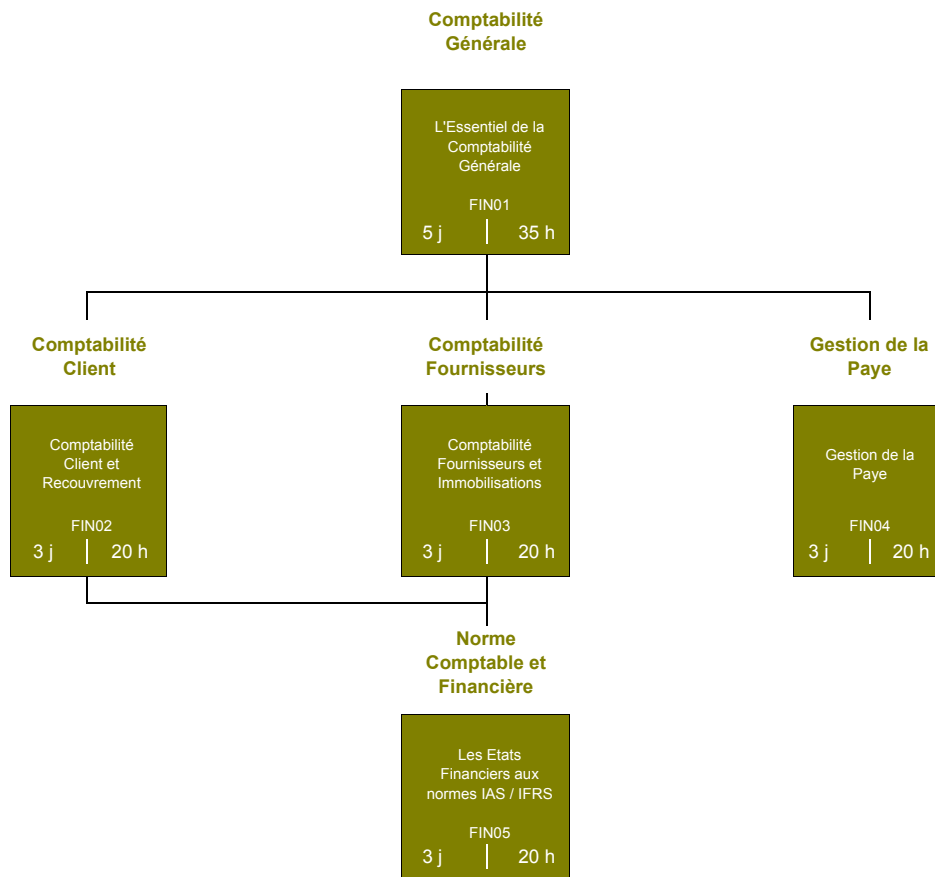 Comptabilité
Générale
L'Essentiel de la
Comptabilité
Générale
FIN01
5 j 35 h
Comptabilité
Client
Comptabilité
Fournisseurs
Gestion de la
Paye
Comptabilité
Client et
Recouvrement
FIN02
3 j 20 h
Comptabilité
Fournisseurs et
Immobilisations
FIN03
3 j 20 h
Gestion de la
Paye
FIN04
3 j 20 h
Norme
Comptable et
Financière
Les Etats
Financiers aux
normes IAS / IFRS
FIN05
3 j 20 h